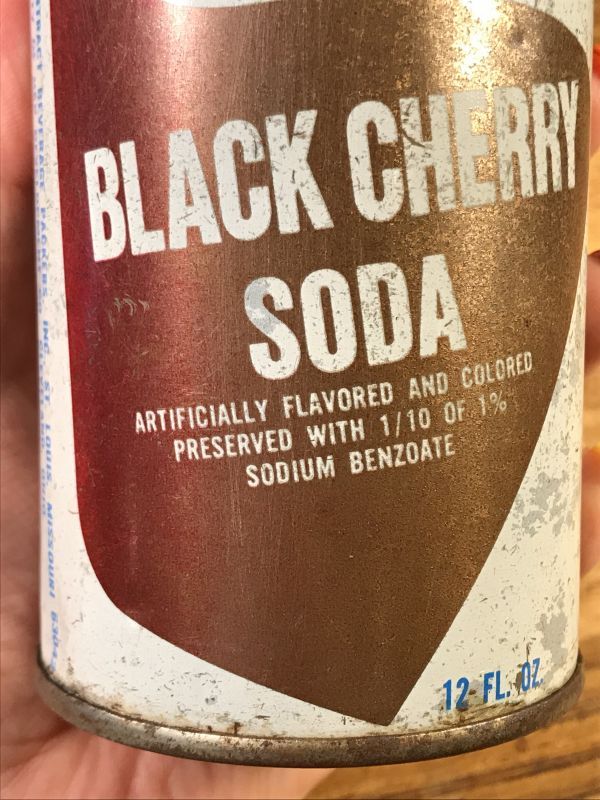 BLACK CHERRY
SODA
ARTIFICIALLY FLAVORED AND COLORED
PRESERVED WITH 1/10 OF 1%
SODIUM BENZOATE
12 FL. OZ.
BEVERAGE PACKERS INC. ST. LOUIS MISSOURI